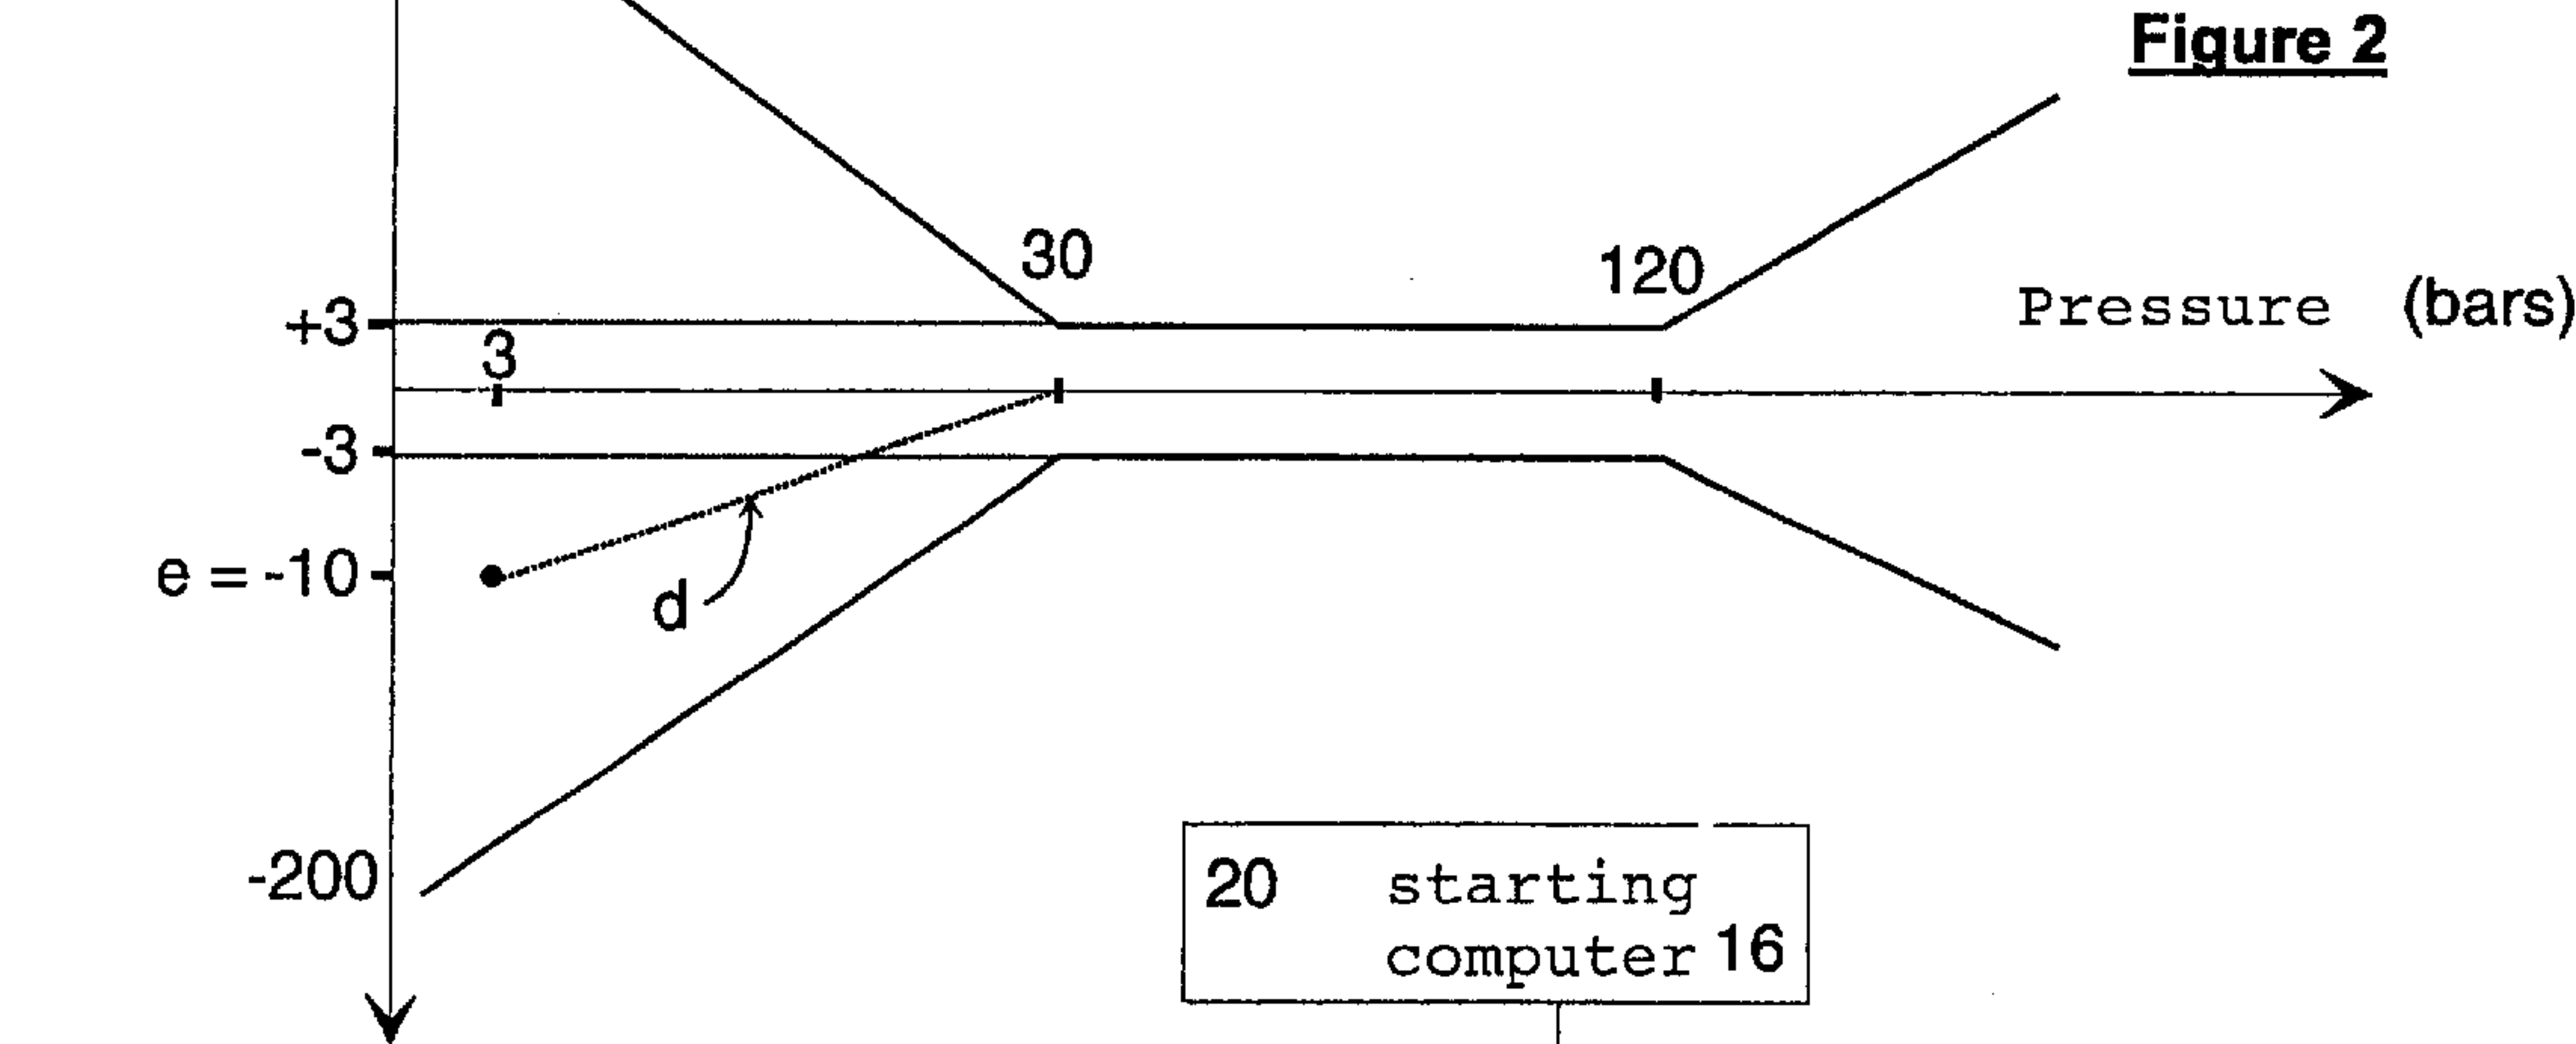 Figure 2
30
120
Pressure (bars)
+3
3
-3
e = -10
d
-200
20 starting
computer 16